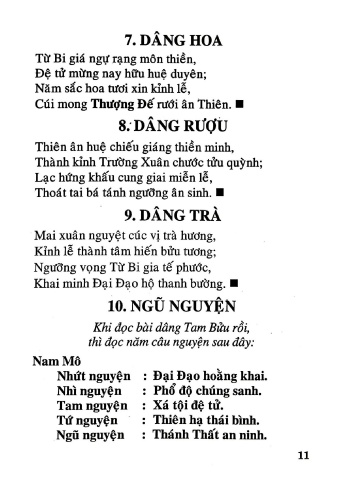 7. DÂNG HOA
Từ Bi giá ngự rạng môn thiền,
Đệ tử mừng nay hữu huệ duyên;
Năm sắc hoa tươi xin kỉnh lễ,
Cúi mong Thượng Đế rưới ân Thiên. ■
8. DÂNG RƯỢU
Thiên ân huệ chiếu giáng thiền minh,
Thành kỉnh Trường Xuân chước tửu quỳnh;
Lạc hứng khấu cung giai miễn lễ,
Thoát tai bá tánh ngưỡng ân sinh. ■
9. DÂNG TRÀ
Mai xuân nguyệt cúc vị trà hương,
Kỉnh lễ thành tâm hiến bửu tương;
Ngưỡng vọng Từ Bi gia tế phước,
Khai minh Đại Đạo hộ thanh bường. ■
10. NGŨ NGUYỆN
Khi đọc bài dâng Tam Bửu rồi,
thì đọc năm câu nguyện sau đây:
Nam Mô
Nhứt nguyện : Đại Đạo hoằng khai.
Nhì nguyện : Phổ độ chúng sanh.
Tam nguyện : Xá tội đệ tử.
Tứ nguyện : Thiên hạ thái bình.
Ngũ nguyện : Thánh Thất an ninh.
11